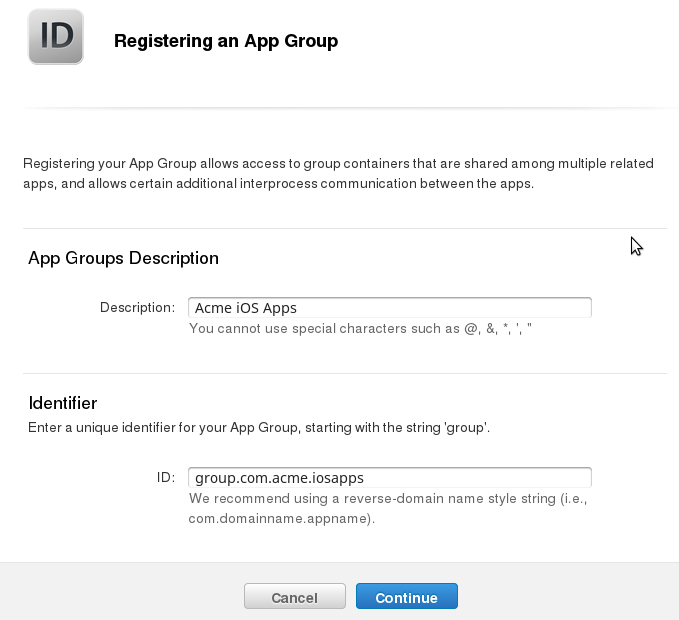 ID
Registering an App Group
Registering your App Group allows access to group containers that are shared among multiple related
apps, and allows certain additional interprocess communication between the apps.
App Groups Description
Description: Acme iOS Apps
You cannot use special characters such as @, &, *, ', "
Identifier
Enter a unique identifier for your App Group, starting with the string 'group'.
ID: group.com.acme.iosapps
We recommend using a reverse-domain name style string (i.e.,
com.domainname.appname).
Cancel Continue